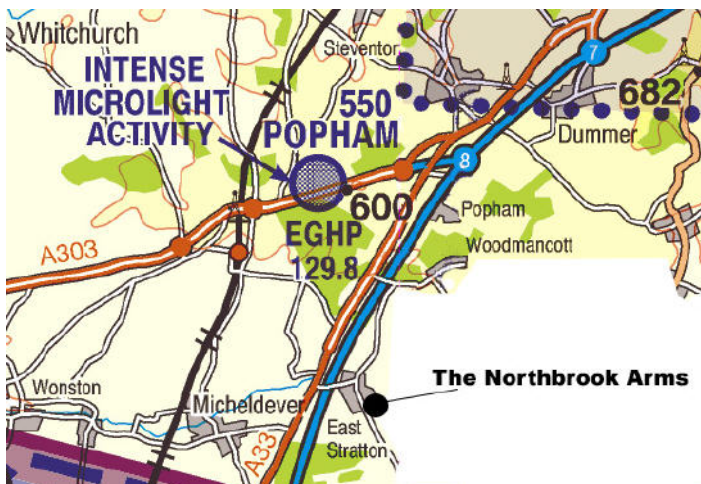 Whitchurch
Steventor
7
INTENSE
MICROLIGHT
ACTIVITY
550
POPHAM
682
Dummer
8
600
Popham
EGHP
129.8
Woodmancott
A303
The Northbrook Arms
Wonston
Micheldever
East
Stratton
A33